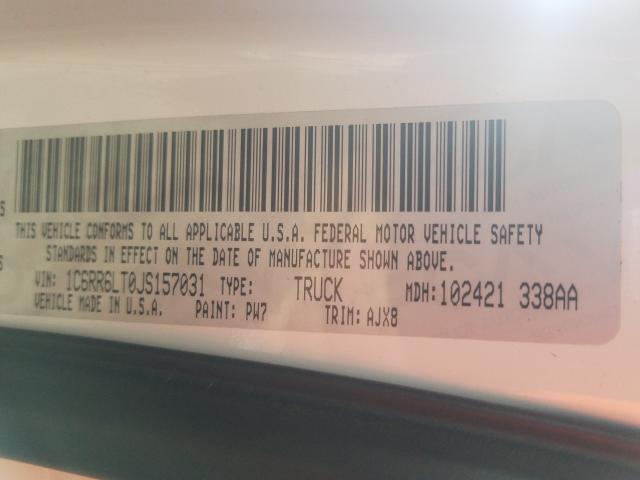 S
THIS VEHICLE CONFORMS TO ALL APPLICABLE U.S.A. FEDERAL MOTOR VEHICLE SAFETY
STANDARDS IN EFFECT ON THE DATE OF MANUFACTURE SHOWN ABOVE.
S
VIN: 1C6RR6LT0JS157031 TYPE: TRUCK MDH:102421 338AA
VEHICLE MADE IN U.S.A. PAINT: PW7 TRIM: AJX8